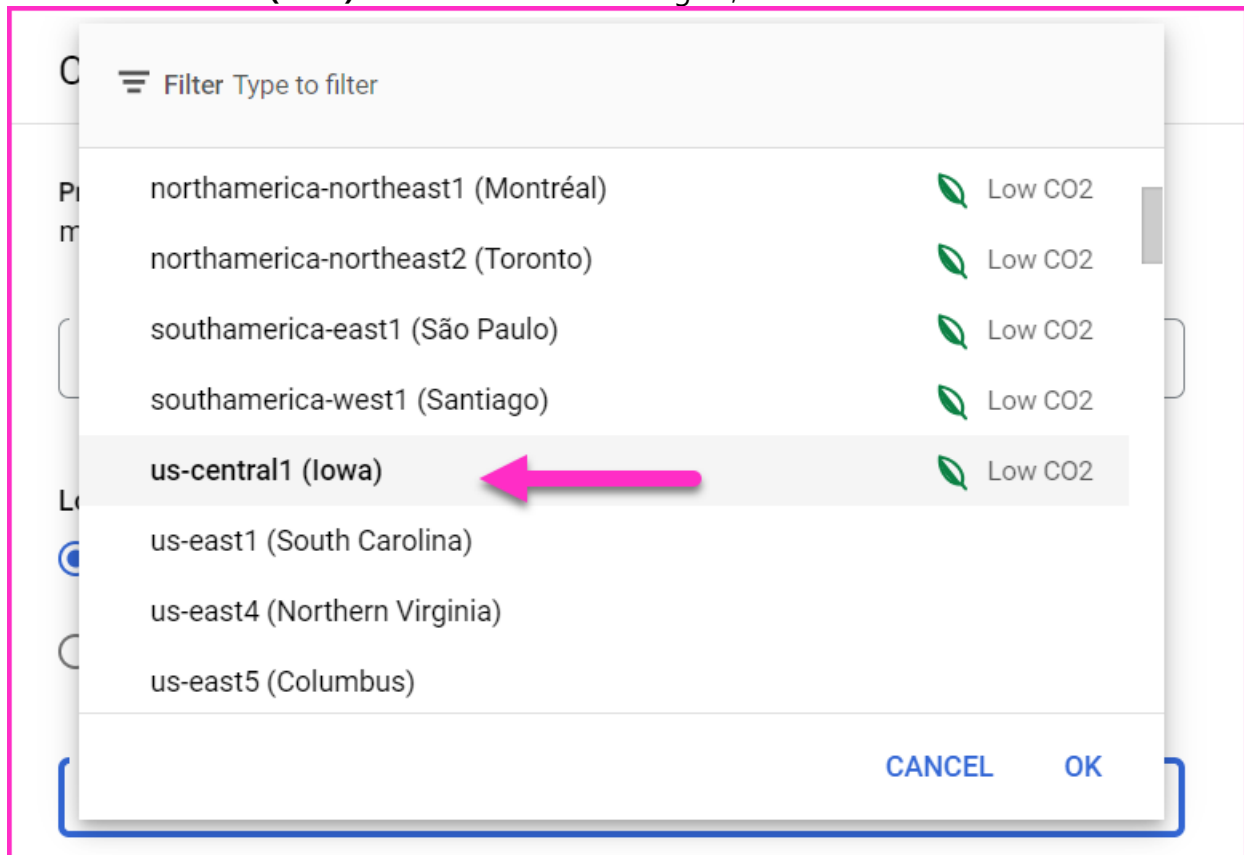 Filter Type to filter
northamerica-northeast1 (Montréal) Low CO2
northamerica-northeast2 (Toronto) Low CO2
southamerica-east1 (São Paulo) Low CO2
southamerica-west1 (Santiago) Low CO2
us-central1 (Iowa) Low CO2
us-east1 (South Carolina)
us-east4 (Northern Virginia)
us-east5 (Columbus)
CANCEL OK